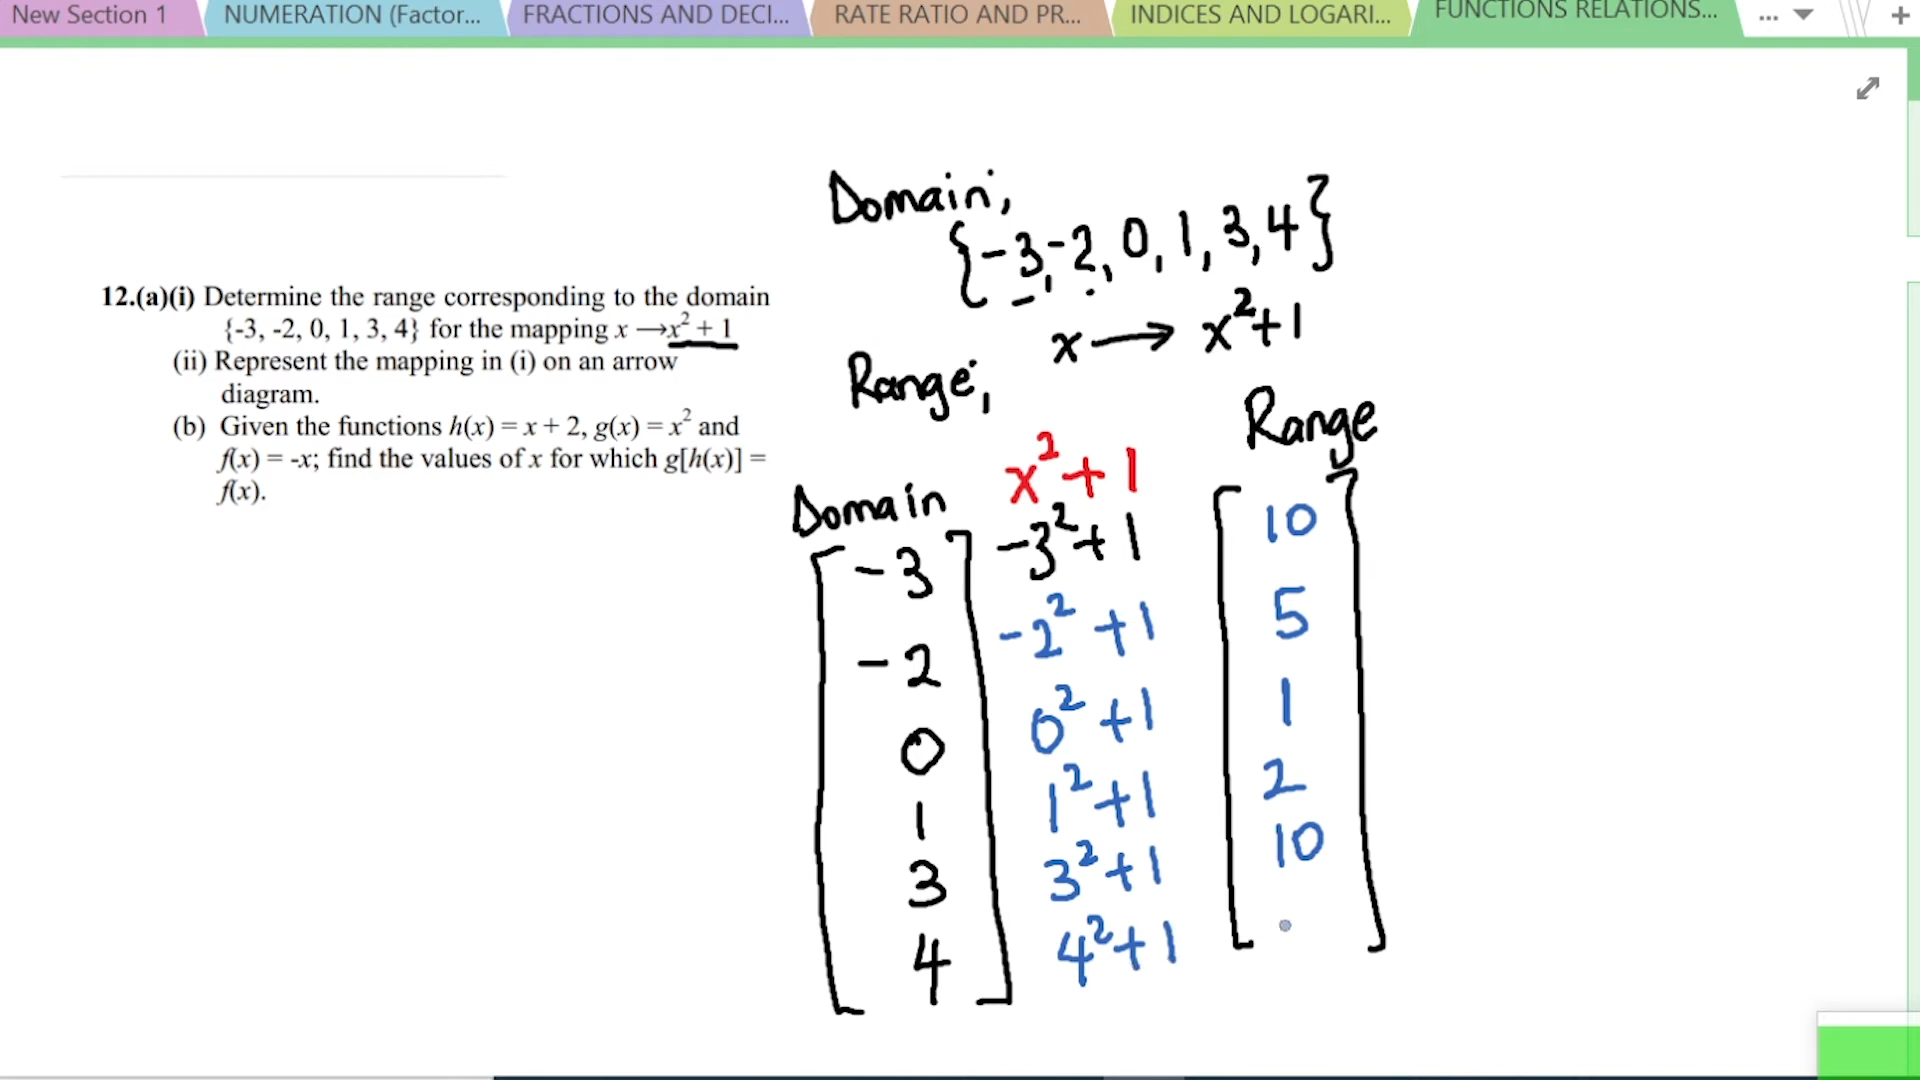 New Section 1 NUMERATION (Factor... FRACTIONS AND DECI... RATE RATIO AND PR... INDICES AND LOGARI... FUNCTIONS RELATIONS... ...
12.(a)(i) Determine the range corresponding to the domain
{-3, -2, 0, 1, 3, 4} for the mapping x →x² + 1
(ii) Represent the mapping in (i) on an arrow
diagram.
(b) Given the functions h(x) = x + 2, g(x) = x² and
f(x) = -x; find the values of x for which g[h(x)] =
f(x).
Domain;
{-3,-2, 0, 1, 3, 4}
x → x²+1
Range;
Domain x²+1 Range
-3 -3²+1 10
-2 -2²+1 5
0 0²+1 1
1 1²+1 2
3 3²+1 10
4 4²+1